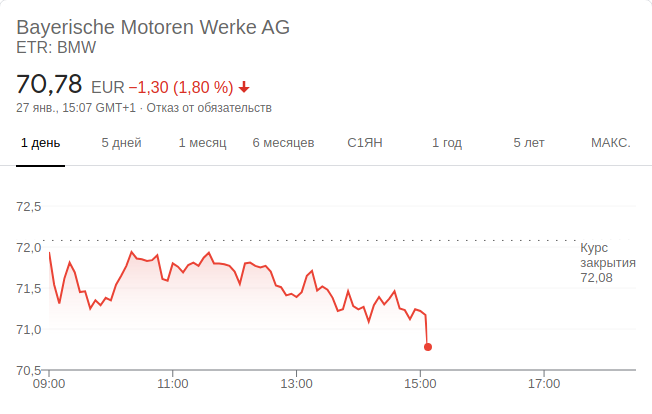 Bayerische Motoren Werke AG
ETR: BMW
70,78 EUR −1,30 (1,80 %)
27 янв., 15:07 GMT+1 · Отказ от обязательств
1 день 5 дней 1 месяц 6 месяцев С1ЯН 1 год 5 лет МАКС.
72,5
72,0
71,5
71,0
70,5
Курс
закрытия
72,08
09:00 11:00 13:00 15:00 17:00